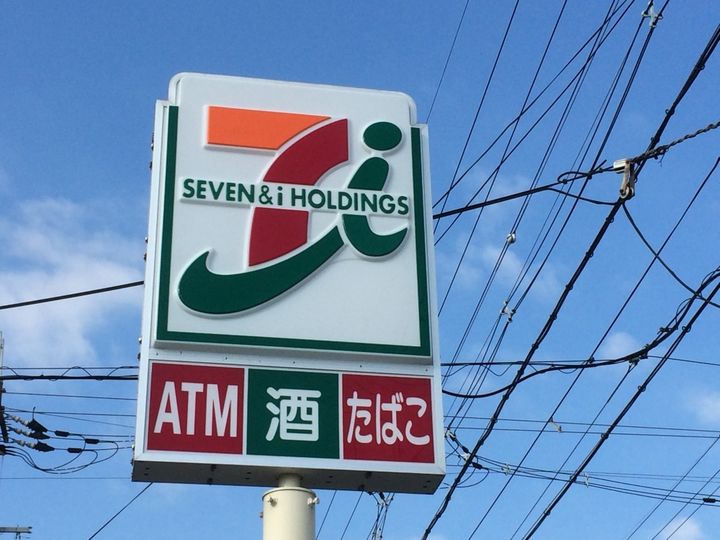 SEVEN&i HOLDINGS
ATM 酒 たばこ